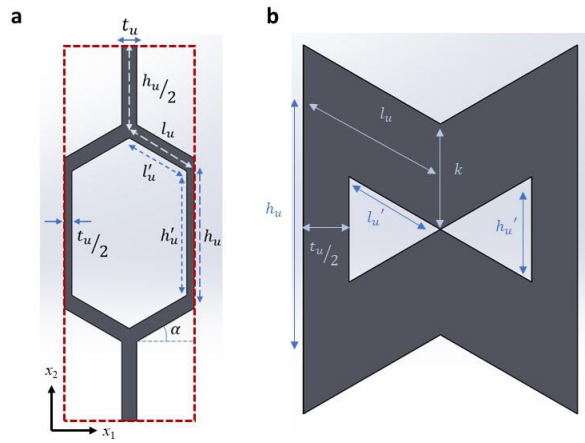 a
t_u
h_u/2
l_u
l'_u
t_u/2
h'_u
h_u
α
x_2
x_1
b
l_u
k
h_u
l_u'
h_u'
t_u/2